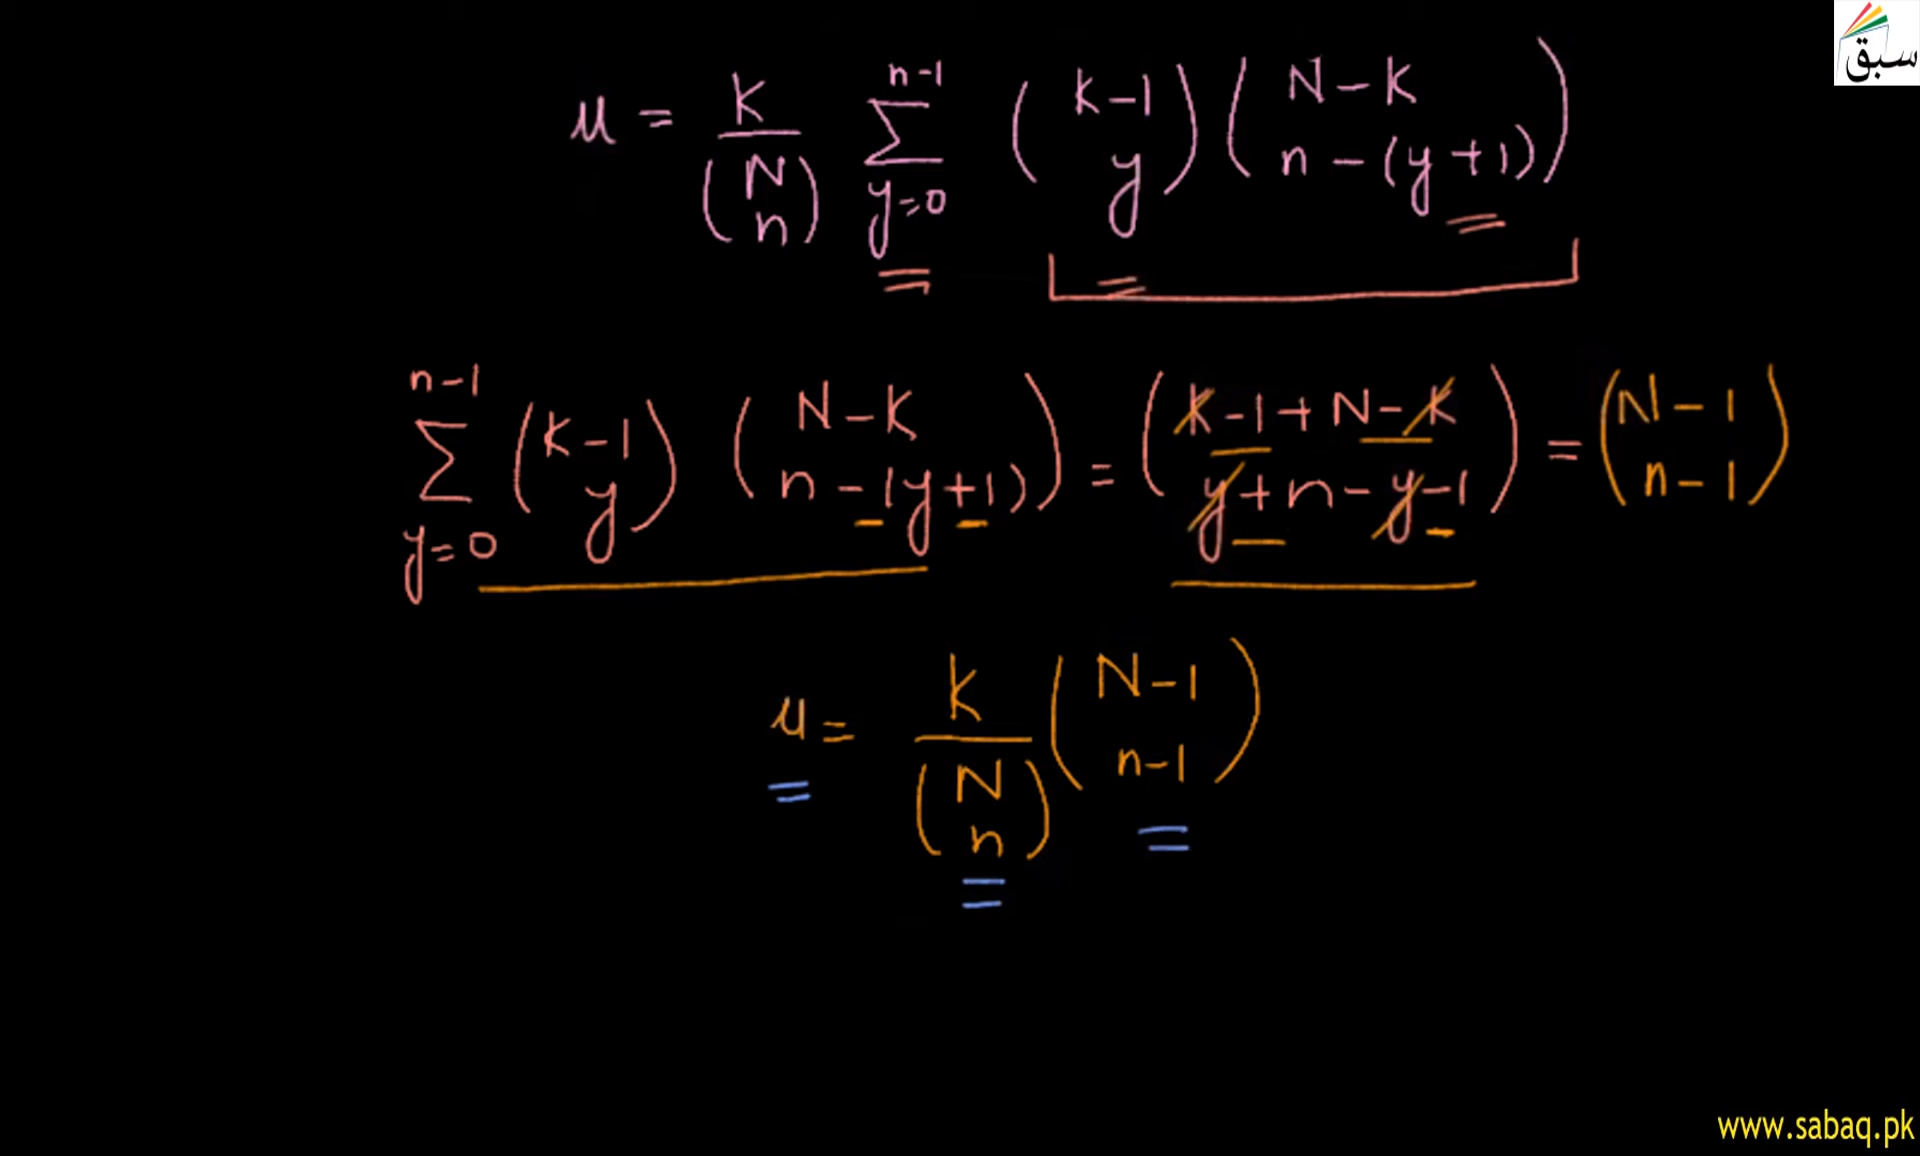 سبق
μ = K / (N n) Σ_{y=0}^{n-1} (K-1 y) (N-K n-(y+1))
Σ_{y=0}^{n-1} (K-1 y) (N-K n-(y+1)) = (K-1+N-K y+n-y-1) = (N-1 n-1)
μ = K / (N n) (N-1 n-1)
www.sabaq.pk